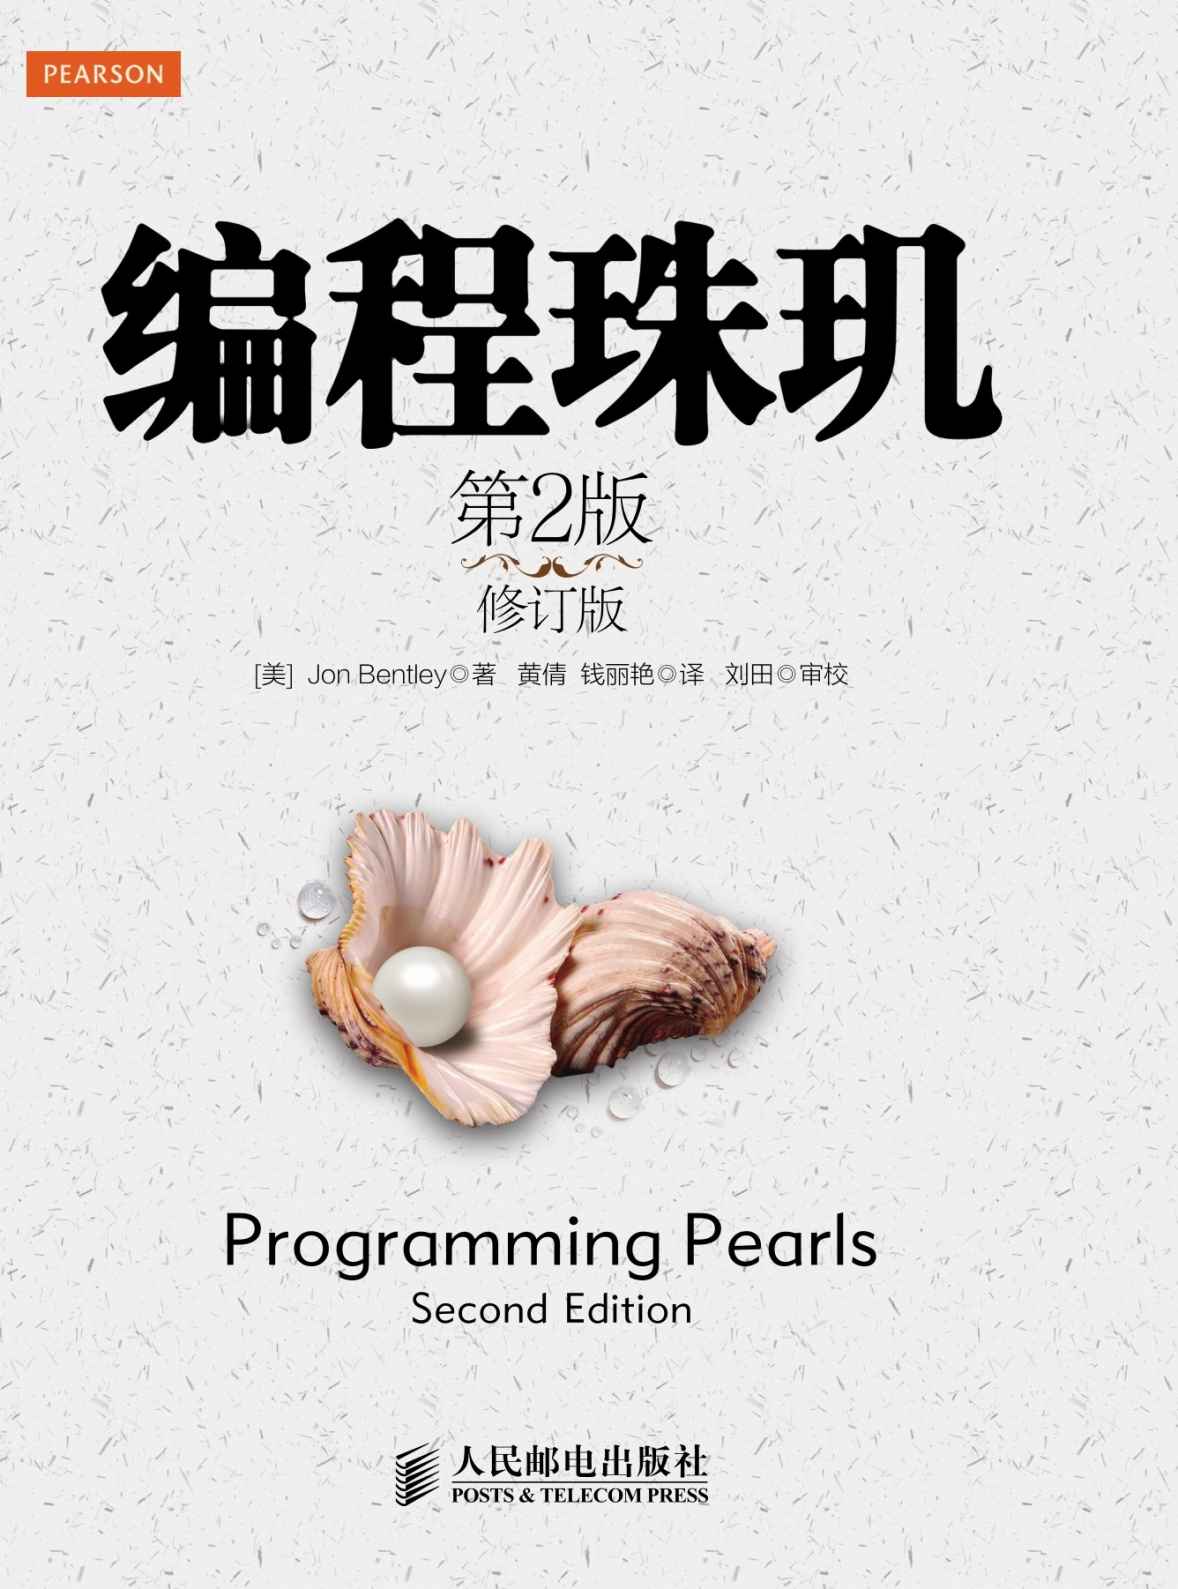 PEARSON
编程珠玑
第2版
修订版
[美] Jon Bentley◎著 黄倩 钱丽艳◎译 刘田◎审校
Programming Pearls
Second Edition
人民邮电出版社
POSTS & TELECOM PRESS